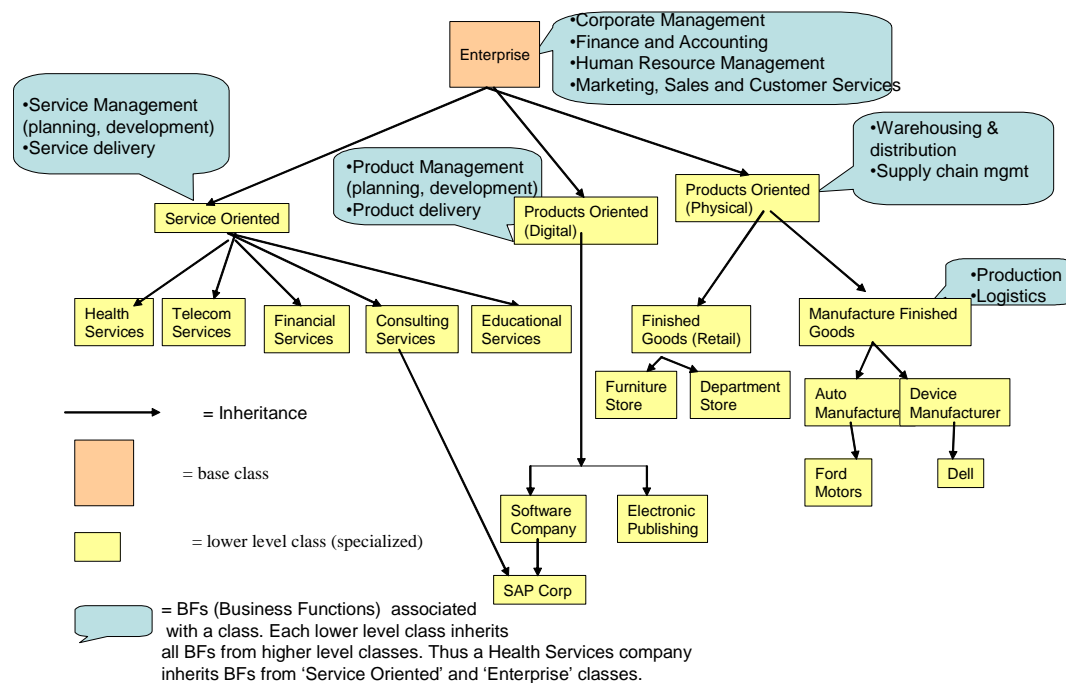 Enterprise
•Corporate Management
•Finance and Accounting
•Human Resource Management
•Marketing, Sales and Customer Services
•Service Management
(planning, development)
•Service delivery
•Product Management
(planning, development)
•Product delivery
•Warehousing &
distribution
•Supply chain mgmt
Service Oriented
Products Oriented
(Digital)
Products Oriented
(Physical)
•Production
•Logistics
Health
Services
Telecom
Services
Financial
Services
Consulting
Services
Educational
Services
Finished
Goods (Retail)
Manufacture Finished
Goods
Furniture
Store
Department
Store
Auto
Manufacture
Device
Manufacturer
Ford
Motors
Dell
Software
Company
Electronic
Publishing
SAP Corp
= Inheritance
= base class
= lower level class (specialized)
= BFs (Business Functions) associated
with a class. Each lower level class inherits
all BFs from higher level classes. Thus a Health Services company
inherits BFs from ‘Service Oriented’ and ‘Enterprise’ classes.